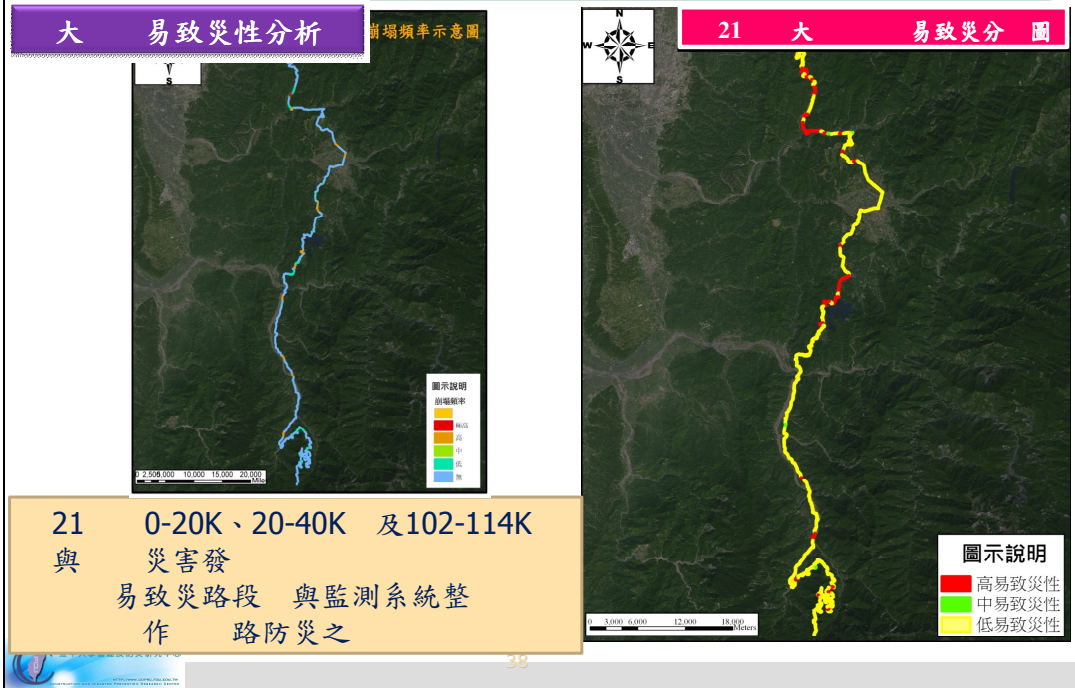 大 易致災性分析
崩塌頻率示意圖
S
圖示說明
崩塌頻率
極高
高
中
低
無
0 2,500 5,000 10,000 15,000 20,000
Mile
N
W E
S
21 大 易致災分 圖
圖示說明
高易致災性
中易致災性
低易致災性
0 3,000 6,000 12,000 18,000
Meters
21 0-20K、20-40K 及102-114K
與 災害發
易致災路段 與監測系統整
作 路防災之
38